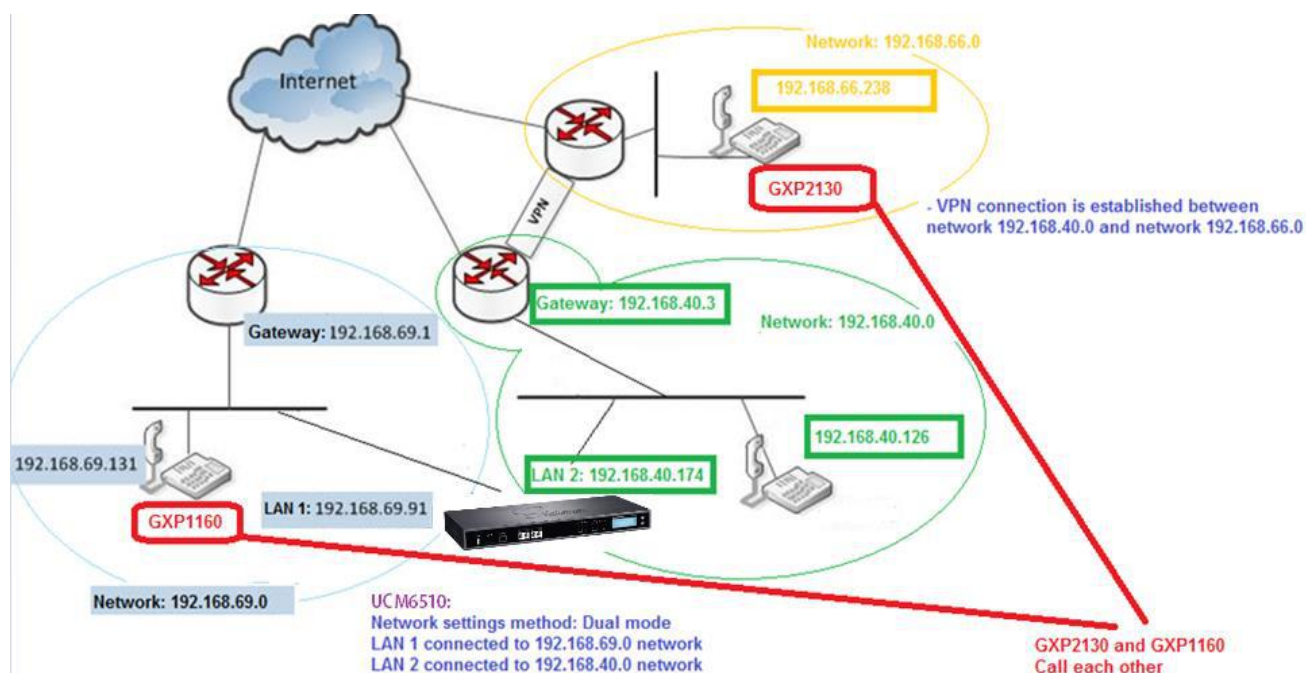 Internet
Network: 192.168.66.0
192.168.66.238
GXP2130
- VPN connection is established between
network 192.168.40.0 and network 192.168.66.0
VPN
Gateway: 192.168.40.3
Network: 192.168.40.0
Gateway: 192.168.69.1
192.168.40.126
192.168.69.131
LAN 2: 192.168.40.174
LAN 1: 192.168.69.91
GXP1160
Network: 192.168.69.0
UCM6510:
Network settings method: Dual mode
LAN 1 connected to 192.168.69.0 network
LAN 2 connected to 192.168.40.0 network
GXP2130 and GXP1160
Call each other